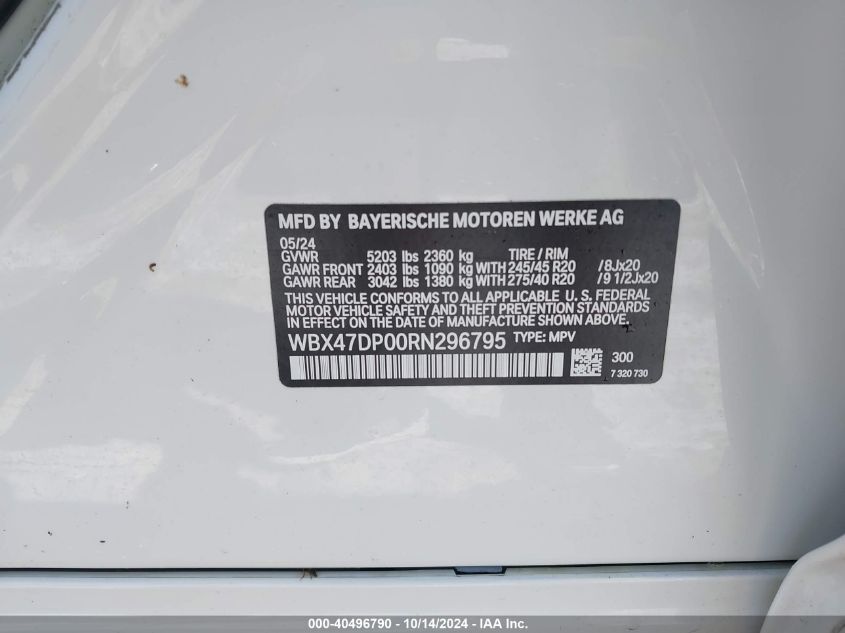 MFD BY BAYERISCHE MOTOREN WERKE AG
05/24
GVWR 5203 lbs 2360 kg TIRE / RIM
GAWR FRONT 2403 lbs 1090 kg WITH 245/45 R20 /8Jx20
GAWR REAR 3042 lbs 1380 kg WITH 275/40 R20 /9 1/2Jx20
THIS VEHICLE CONFORMS TO ALL APPLICABLE U.S. FEDERAL
MOTOR VEHICLE SAFETY AND THEFT PREVENTION STANDARDS
IN EFFECT ON THE DATE OF MANUFACTURE SHOWN ABOVE.
WBX47DP00RN296795 TYPE: MPV
300
7 320 730
000-40496790 - 10/14/2024 - © IAA, Inc.